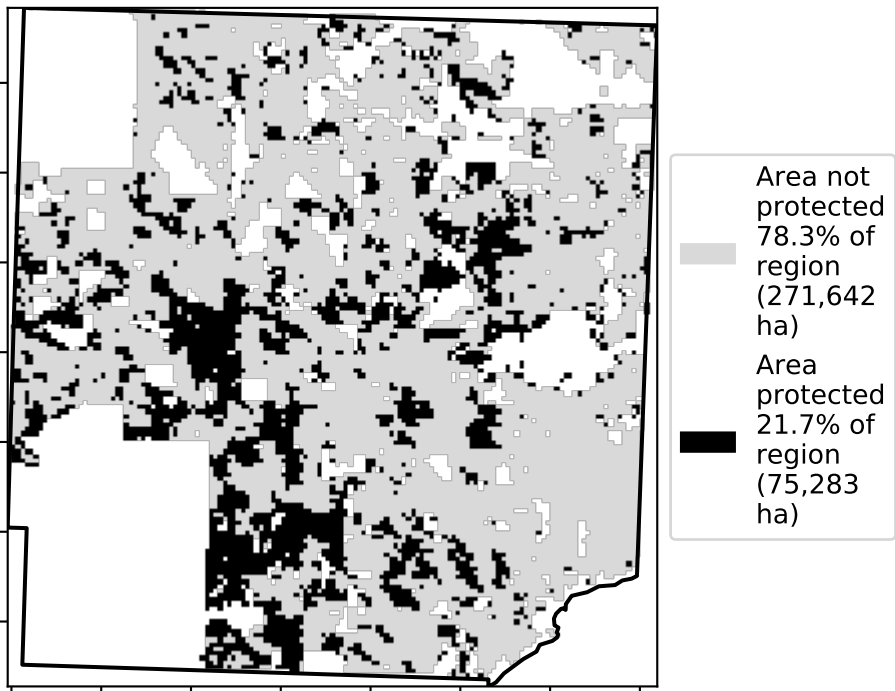 Area not
protected
78.3% of
region
(271,642
ha)
Area
protected
21.7% of
region
(75,283
ha)